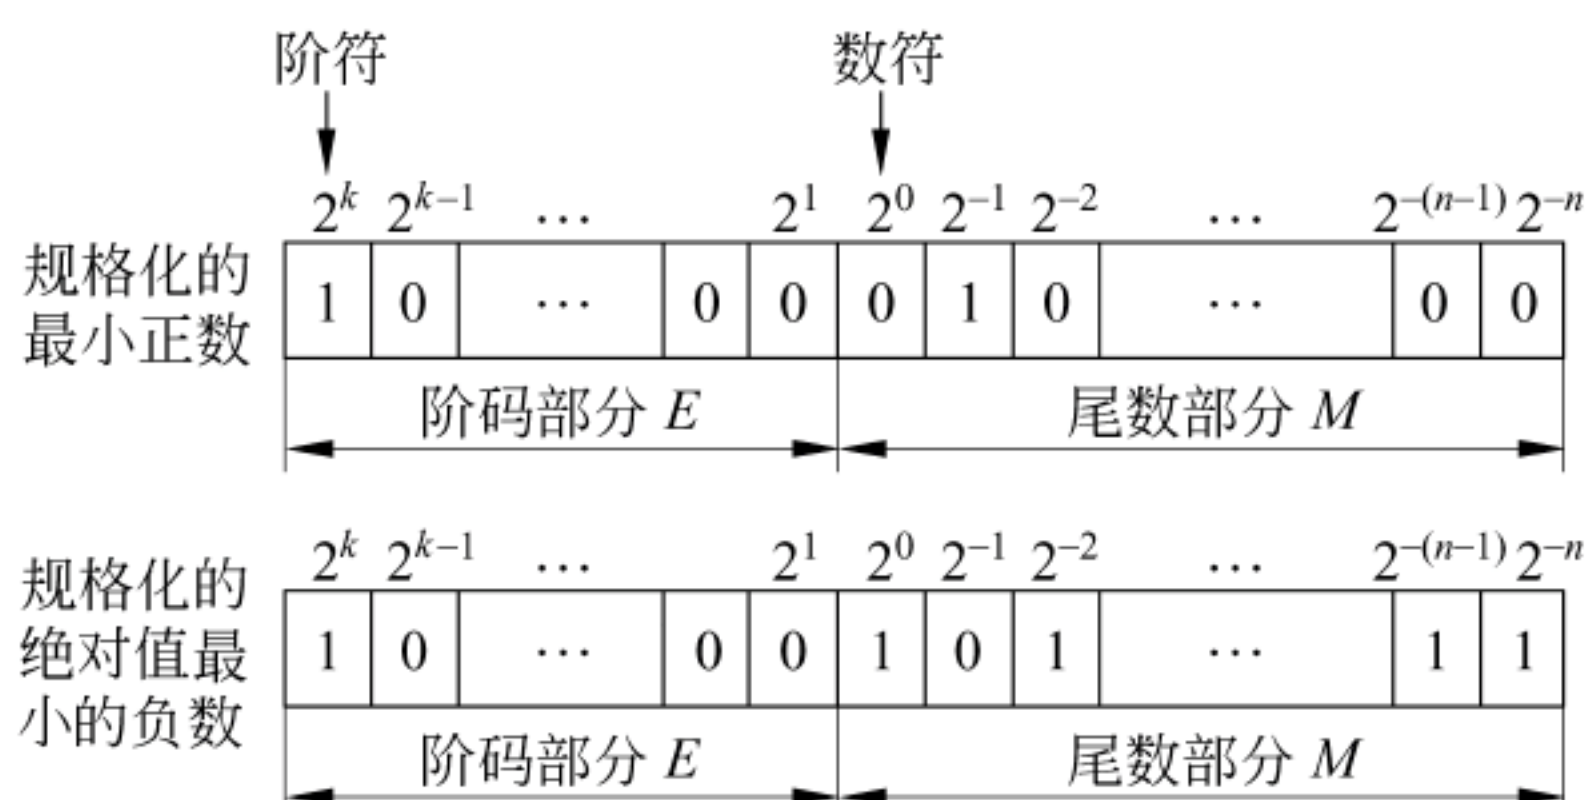 阶符 数符
2^k 2^{k-1} … 2^1 2^0 2^{-1} 2^{-2} … 2^{-(n-1)} 2^{-n}
规格化的
最小正数
1 0 … 0 0 0 1 0 … 0 0
阶码部分 E 尾数部分 M
2^k 2^{k-1} … 2^1 2^0 2^{-1} 2^{-2} … 2^{-(n-1)} 2^{-n}
规格化的
绝对值最
小的负数
1 0 … 0 0 1 0 1 … 1 1
阶码部分 E 尾数部分 M